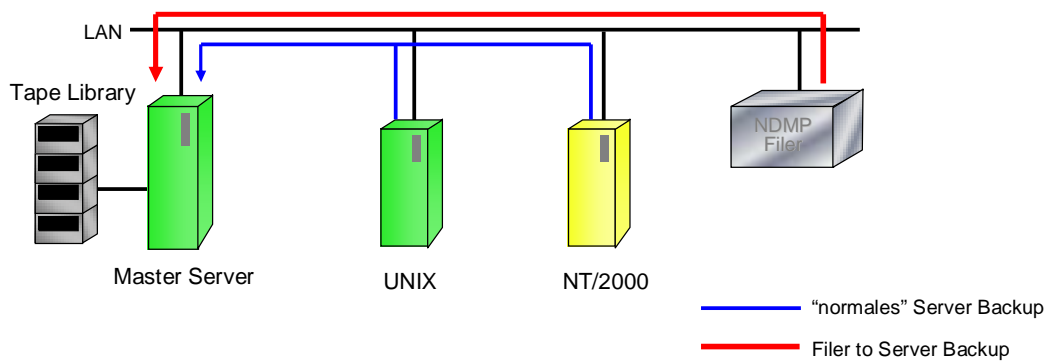 LAN
Tape Library
NDMP
Filer
Master Server
UNIX
NT/2000
“normales” Server Backup
Filer to Server Backup